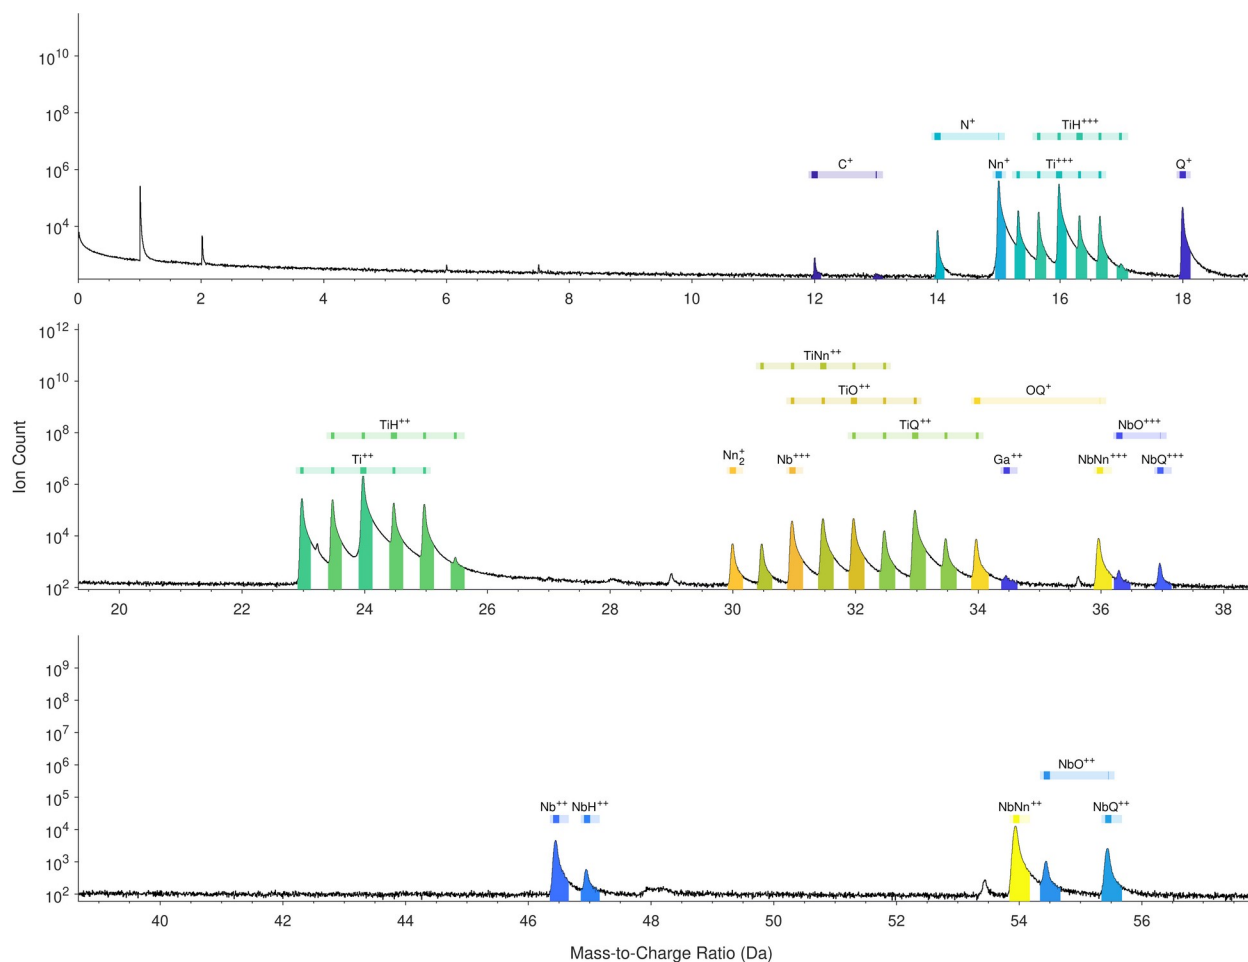 10¹⁰
10⁸
10⁶
10⁴
N⁺
TiH⁺⁺⁺
C⁺
Nn⁺
Ti⁺⁺⁺
Q⁺
0 2 4 6 8 10 12 14 16 18
Ion Count
10¹²
10¹⁰
10⁸
10⁶
10⁴
10²
TiNn⁺⁺
TiO⁺⁺
OQ⁺
TiH⁺⁺
TiQ⁺⁺
NbO⁺⁺⁺
Ti⁺⁺
Nn₂⁺
Nb⁺⁺⁺
Ga⁺⁺
NbNn⁺⁺⁺
NbQ⁺⁺⁺
20 22 24 26 28 30 32 34 36 38
10⁹
10⁸
10⁷
10⁶
10⁵
10⁴
10³
10²
NbO⁺⁺
Nb⁺⁺
NbH⁺⁺
NbNn⁺⁺
NbQ⁺⁺
40 42 44 46 48 50 52 54 56
Mass-to-Charge Ratio (Da)